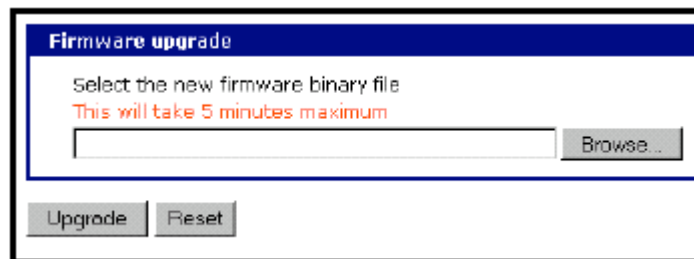 Firmware upgrade
Select the new firmware binary file
This will take 5 minutes maximum
Browse...
Upgrade Reset